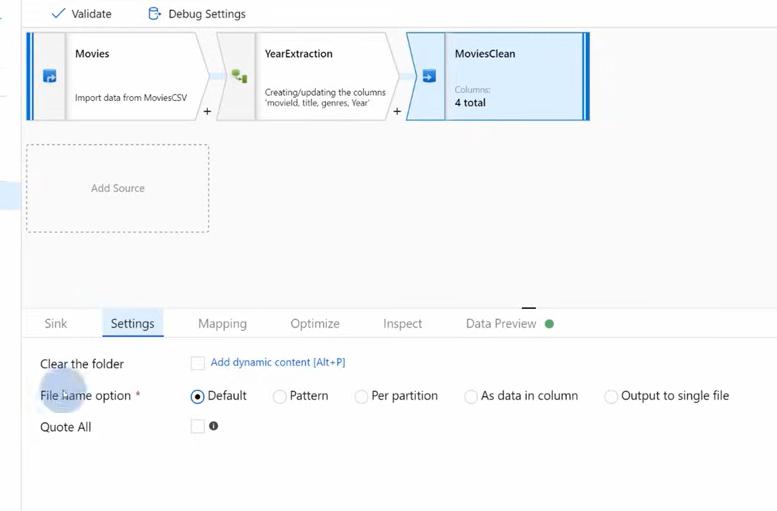 Validate Debug Settings
Movies
Import data from MoviesCSV
+
YearExtraction
Creating/updating the columns
'movieId, title, genres, Year'
+
MoviesClean
Columns:
4 total
Add Source
Sink Settings Mapping Optimize Inspect Data Preview
Clear the folder Add dynamic content [Alt+P]
File name option * Default Pattern Per partition As data in column Output to single file
Quote All